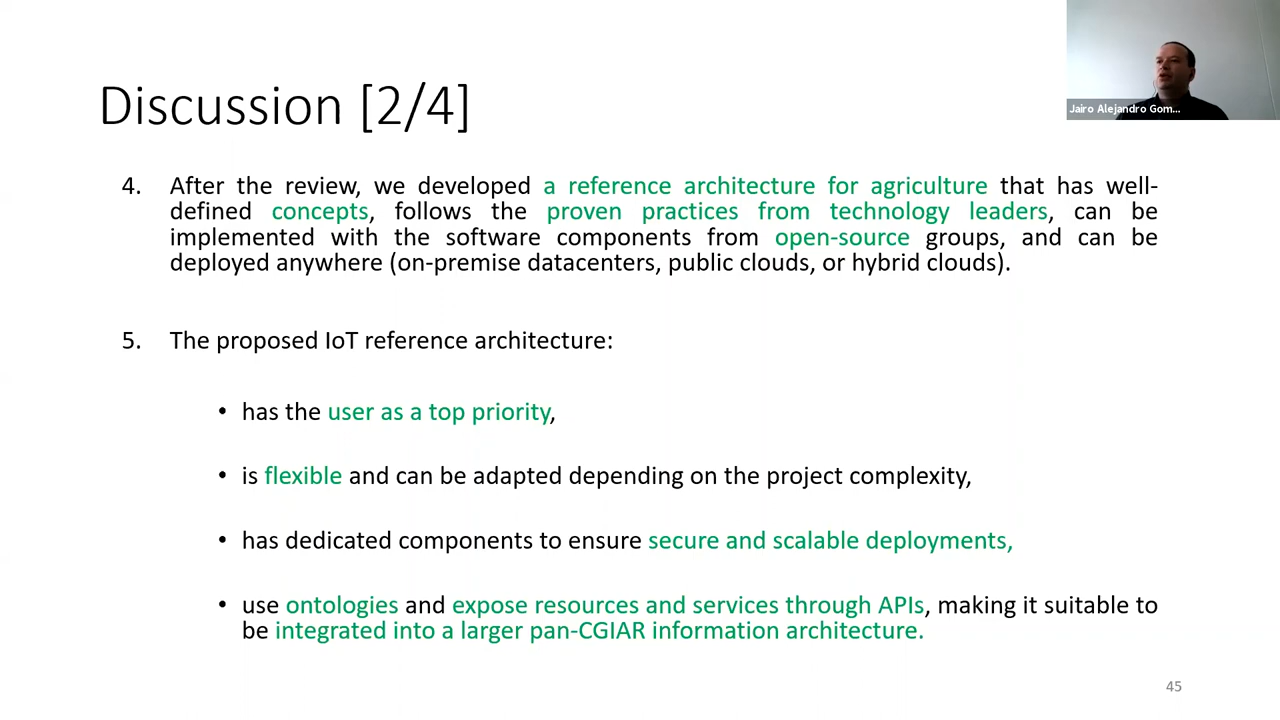 Jairo Alejandro Gom...
Discussion [2/4]
4. After the review, we developed a reference architecture for agriculture that has well-
defined concepts, follows the proven practices from technology leaders, can be
implemented with the software components from open-source groups, and can be
deployed anywhere (on-premise datacenters, public clouds, or hybrid clouds).
5. The proposed IoT reference architecture:
• has the user as a top priority,
• is flexible and can be adapted depending on the project complexity,
• has dedicated components to ensure secure and scalable deployments,
• use ontologies and expose resources and services through APIs, making it suitable to
be integrated into a larger pan-CGIAR information architecture.
45